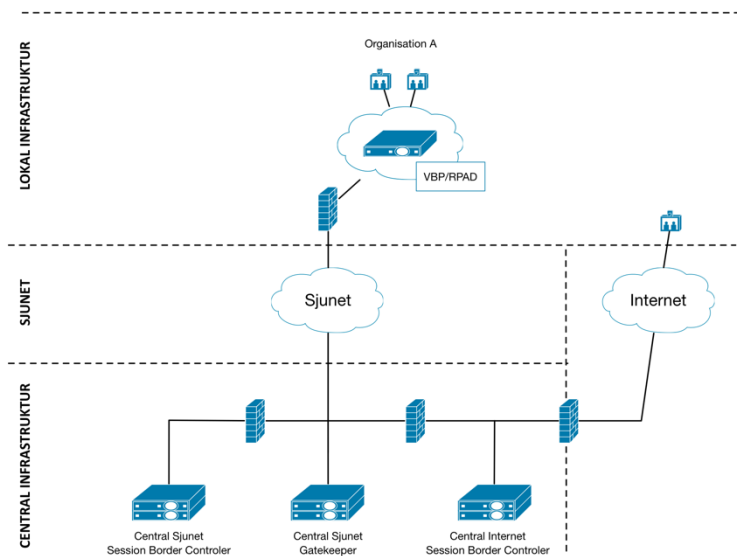 LOKAL INFRASTRUKTUR
Organisation A
VBP/RPAD
SJUNET
Sjunet
Internet
CENTRAL INFRASTRUKTUR
Central Sjunet
Session Border Controler
Central Sjunet
Gatekeeper
Central Internet
Session Border Controler